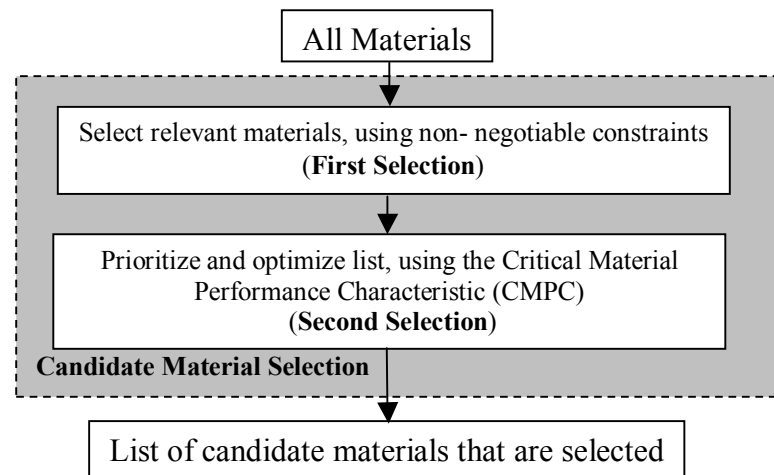 All Materials
Select relevant materials, using non- negotiable constraints
(First Selection)
Prioritize and optimize list, using the Critical Material
Performance Characteristic (CMPC)
(Second Selection)
Candidate Material Selection
List of candidate materials that are selected